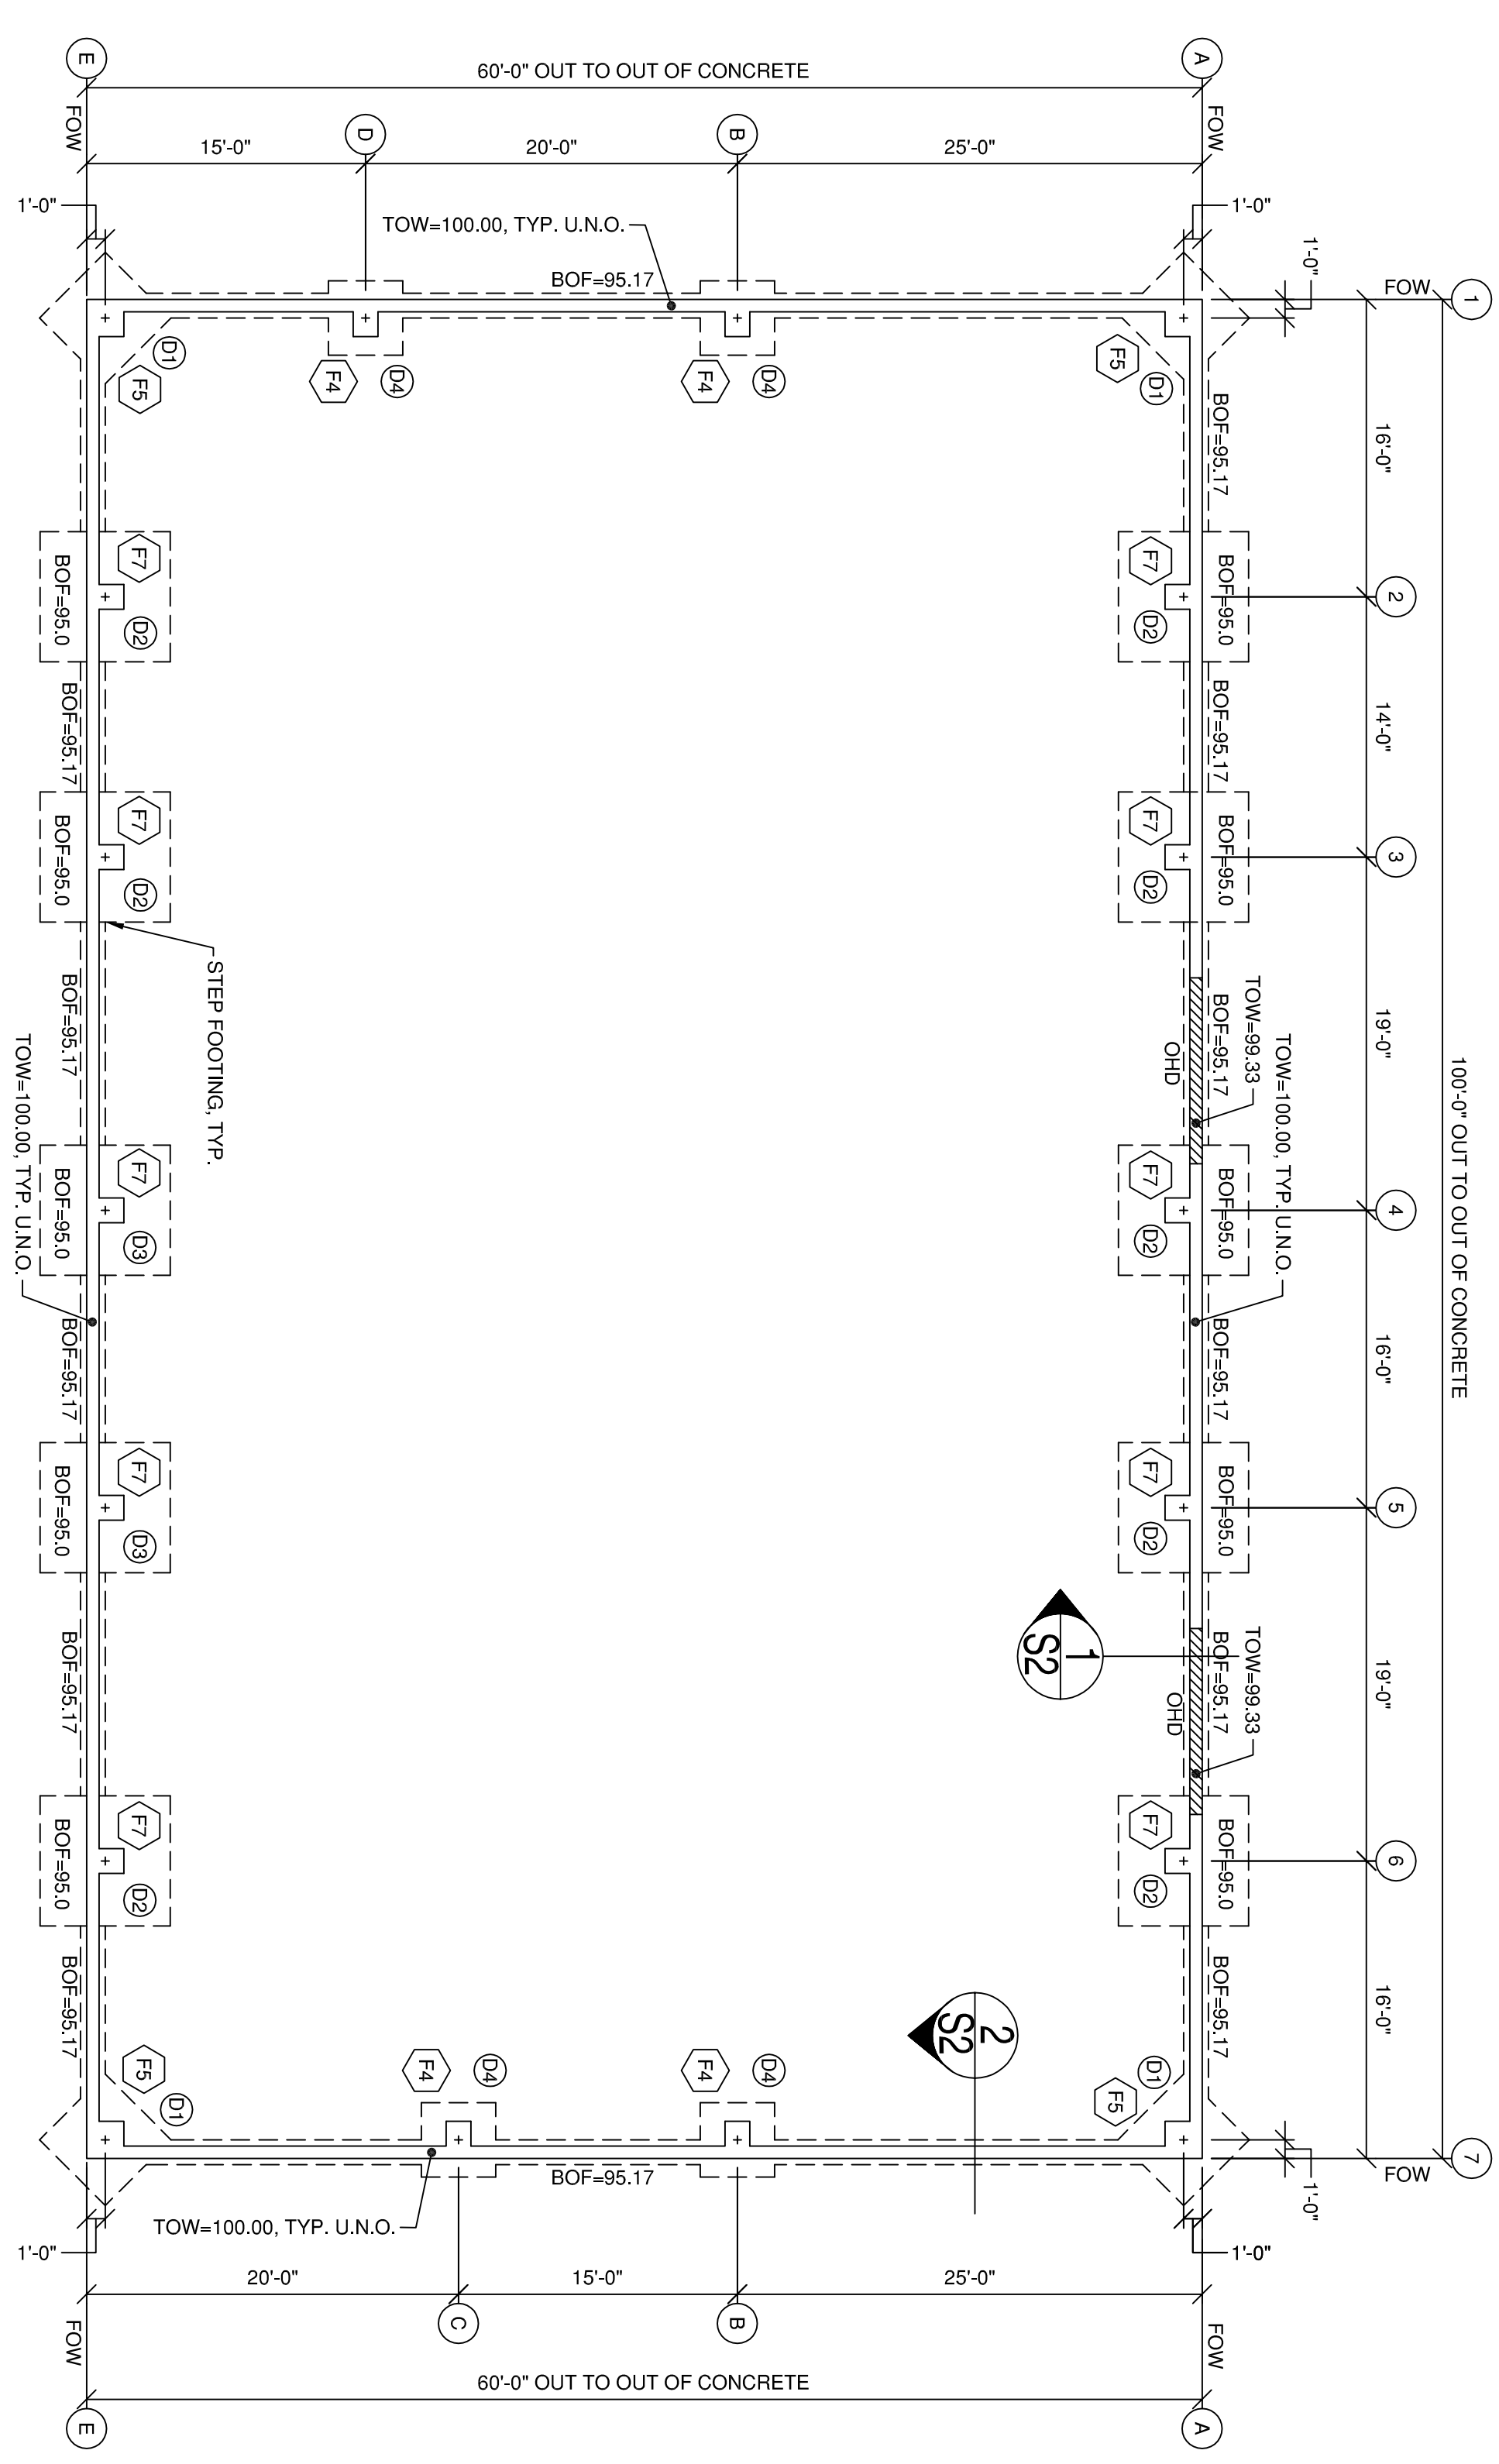 E
60'-0" OUT TO OUT OF CONCRETE
A
FOW
FOW
D
B
15'-0"
20'-0"
25'-0"
1'-0"
TOW=100.00, TYP. U.N.O.
1'-0"
1'-0"
BOF=95.17
FOW
1
D1
F5
F4
D4
F4
D4
F5
D1
BOF=95.17
16'-0"
BOF=95.0
F7
D2
F7
D2
BOF=95.0
2
BOF=95.17
BOF=95.17
14'-0"
BOF=95.0
F7
D2
F7
D2
BOF=95.0
3
BOF=95.17
STEP FOOTING, TYP.
OHD
BOF=95.17
TOW=99.33
TOW=100.00, TYP. U.N.O.
19'-0"
100'-0" OUT TO OUT OF CONCRETE
TOW=100.00, TYP. U.N.O.
BOF=95.0
F7
D3
F7
D2
BOF=95.0
4
BOF=95.17
BOF=95.17
16'-0"
BOF=95.0
F7
D3
F7
D2
BOF=95.0
5
BOF=95.17
1
S2
OHD
BOF=95.17
TOW=99.33
19'-0"
BOF=95.0
F7
D2
F7
D2
BOF=95.0
6
BOF=95.17
2
S2
BOF=95.17
16'-0"
F5
D1
F4
D4
F4
D4
F5
D1
BOF=95.17
FOW
7
1'-0"
TOW=100.00, TYP. U.N.O.
1'-0"
1'-0"
20'-0"
15'-0"
25'-0"
C
B
FOW
FOW
60'-0" OUT TO OUT OF CONCRETE
E
A